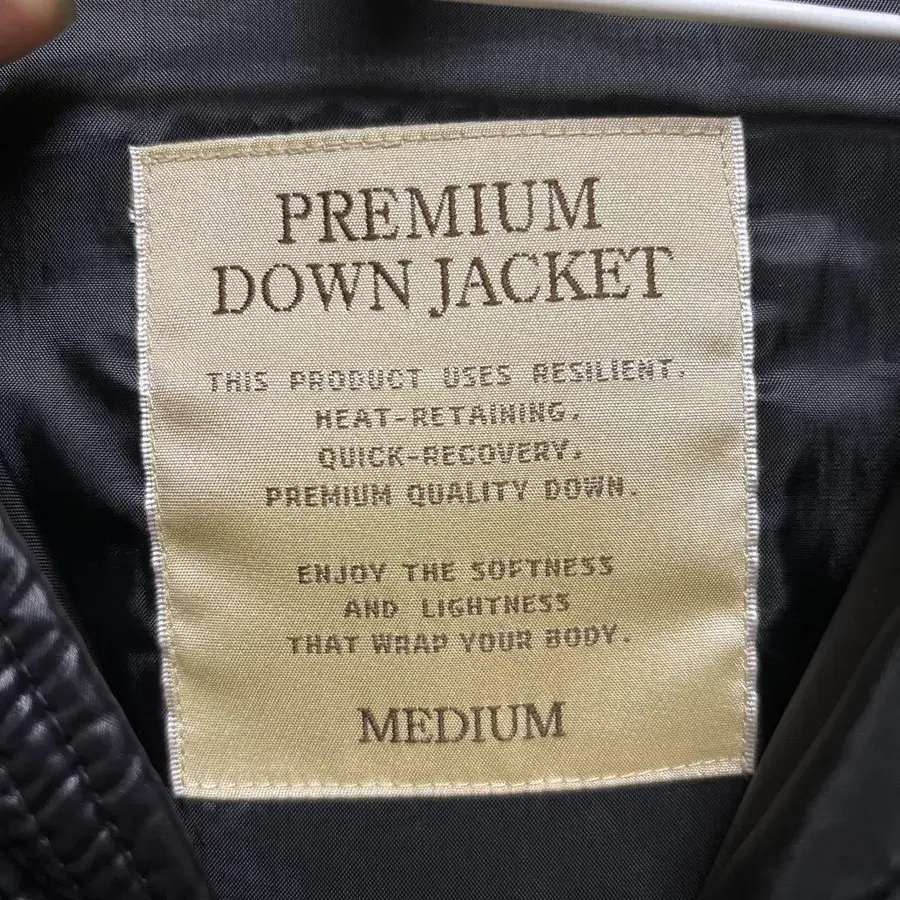 PREMIUM
DOWN JACKET
THIS PRODUCT USES RESILIENT,
HEAT-RETAINING,
QUICK-RECOVERY,
PREMIUM QUALITY DOWN.
ENJOY THE SOFTNESS
AND LIGHTNESS
THAT WRAP YOUR BODY.
MEDIUM